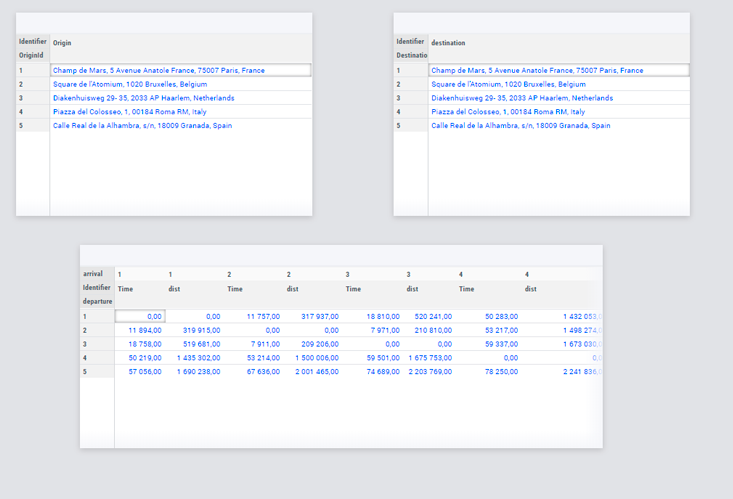 Identifier Origin
OriginId
1 Champ de Mars, 5 Avenue Anatole France, 75007 Paris, France
2 Square de l'Atomium, 1020 Bruxelles, Belgium
3 Diakenhuisweg 29-35, 2033 AP Haarlem, Netherlands
4 Piazza del Colosseo, 1, 00184 Roma RM, Italy
5 Calle Real de la Alhambra, s/n, 18009 Granada, Spain
Identifier destination
Destinatio
1 Champ de Mars, 5 Avenue Anatole France, 75007 Paris, France
2 Square de l'Atomium, 1020 Bruxelles, Belgium
3 Diakenhuisweg 29-35, 2033 AP Haarlem, Netherlands
4 Piazza del Colosseo, 1, 00184 Roma RM, Italy
5 Calle Real de la Alhambra, s/n, 18009 Granada, Spain
arrival 1 1 2 2 3 3 4 4
Identifier Time dist Time dist Time dist Time dist
departure
1 0,00 0,00 11 757,00 317 937,00 18 810,00 520 241,00 50 283,00 1 432 053,0
2 11 894,00 319 915,00 0,00 0,00 7 971,00 210 810,00 53 217,00 1 498 274,0
3 18 758,00 519 681,00 7 911,00 209 206,00 0,00 0,00 59 337,00 1 673 030,0
4 50 219,00 1 435 302,00 53 214,00 1 500 006,00 59 501,00 1 675 753,00 0,00 0,0
5 57 056,00 1 690 238,00 67 636,00 2 001 465,00 74 689,00 2 203 769,00 78 250,00 2 241 836,0